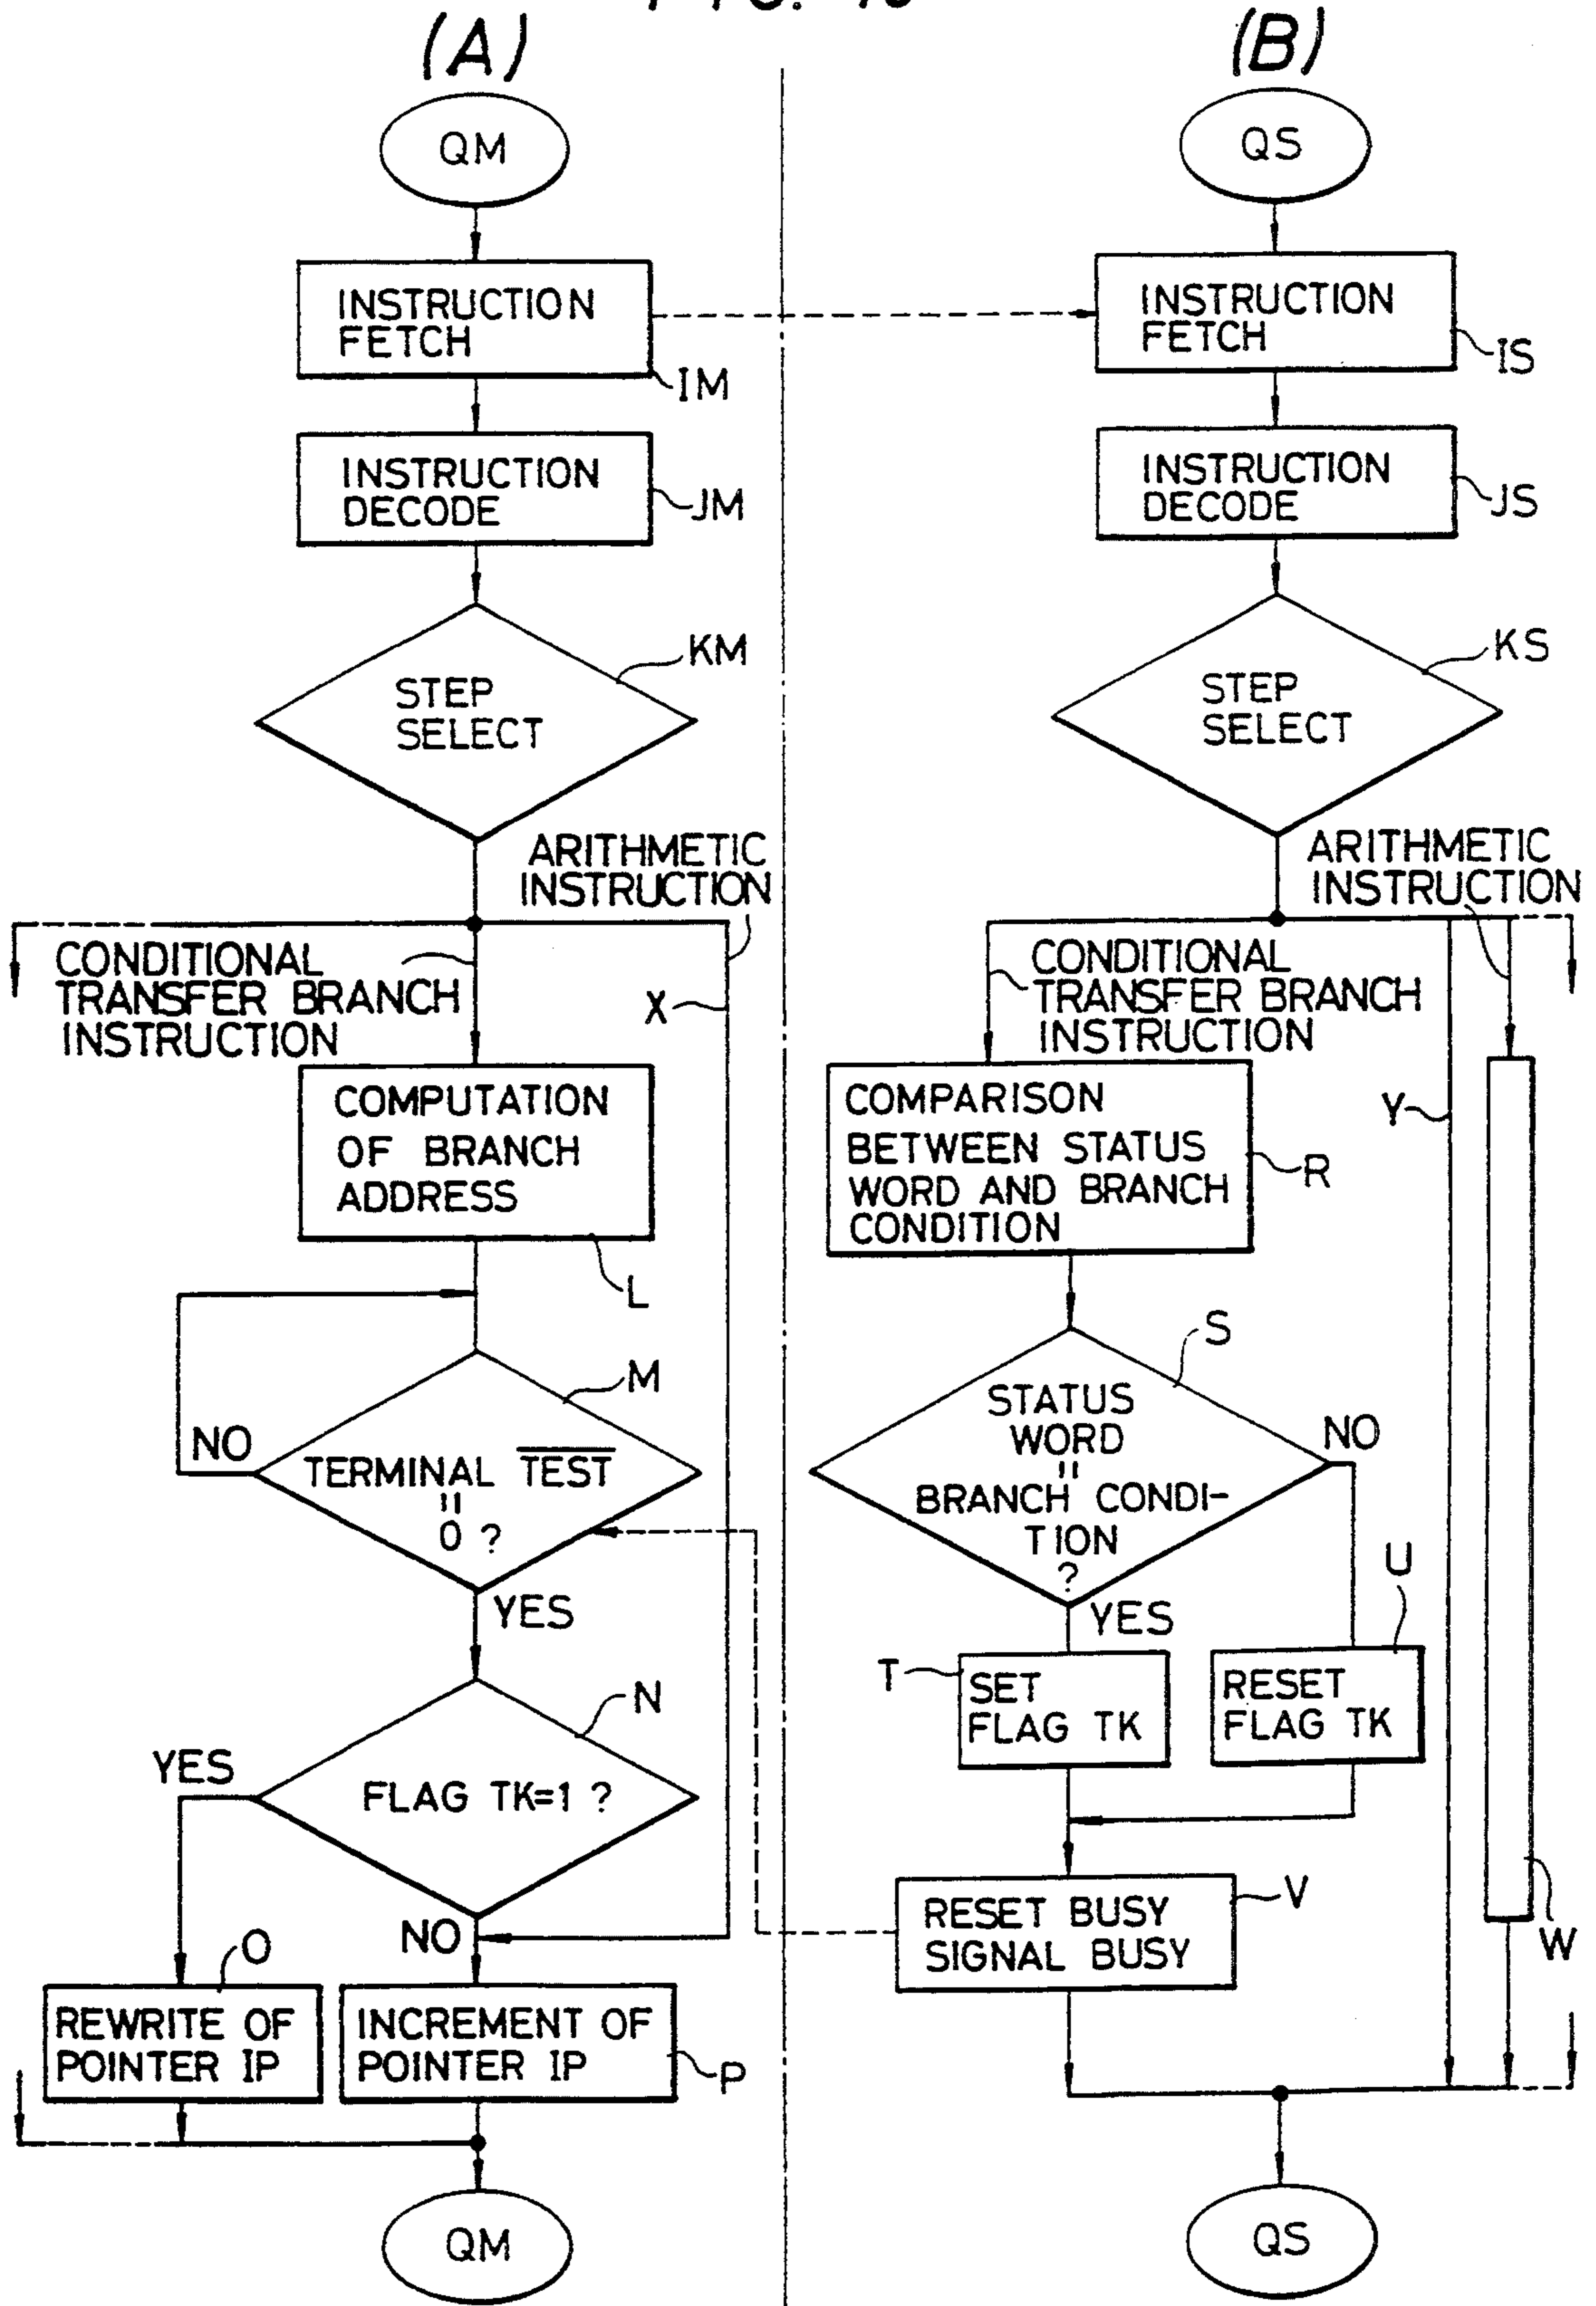 (A)
QM
INSTRUCTION
FETCH
IM
INSTRUCTION
DECODE
JM
KM
STEP
SELECT
ARITHMETIC
INSTRUCTION
CONDITIONAL
TRANSFER BRANCH
INSTRUCTION
X
COMPUTATION
OF BRANCH
ADDRESS
L
M
NO
TERMINAL TEST
=
0 ?
YES
N
YES
FLAG TK=1 ?
NO
O
REWRITE OF
POINTER IP
INCREMENT OF
POINTER IP
P
QM
(B)
QS
INSTRUCTION
FETCH
IS
INSTRUCTION
DECODE
JS
KS
STEP
SELECT
ARITHMETIC
INSTRUCTION
CONDITIONAL
TRANSFER BRANCH
INSTRUCTION
Y
COMPARISON
BETWEEN STATUS
WORD AND BRANCH
CONDITION
R
S
STATUS
WORD
=
BRANCH CONDI-
TION
?
NO
YES
U
T
SET
FLAG TK
RESET
FLAG TK
V
RESET BUSY
SIGNAL BUSY
W
QS